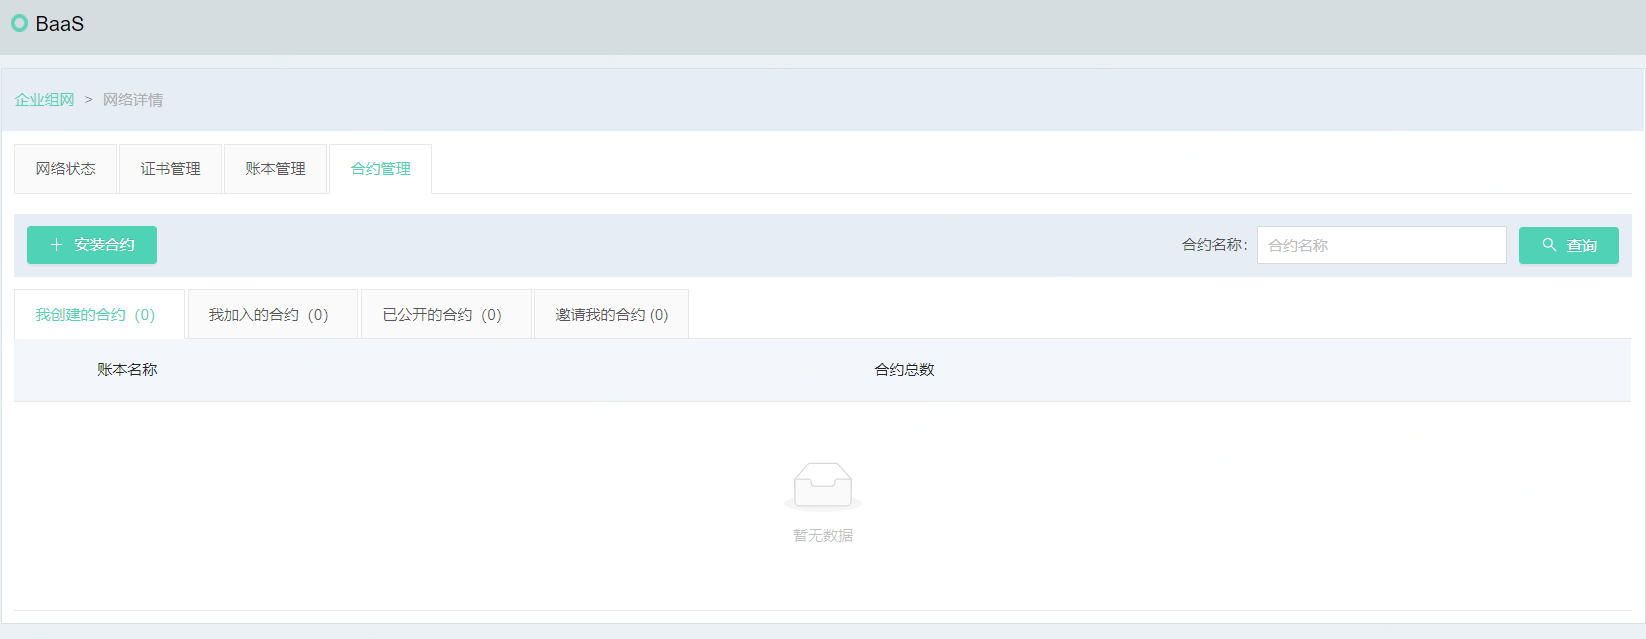 BaaS
企业组网 > 网络详情
网络状态 证书管理 账本管理 合约管理
安装合约 合约名称: 合约名称 查询
我创建的合约 (0) 我加入的合约 (0) 已公开的合约 (0) 邀请我的合约 (0)
账本名称 合约总数
暂无数据